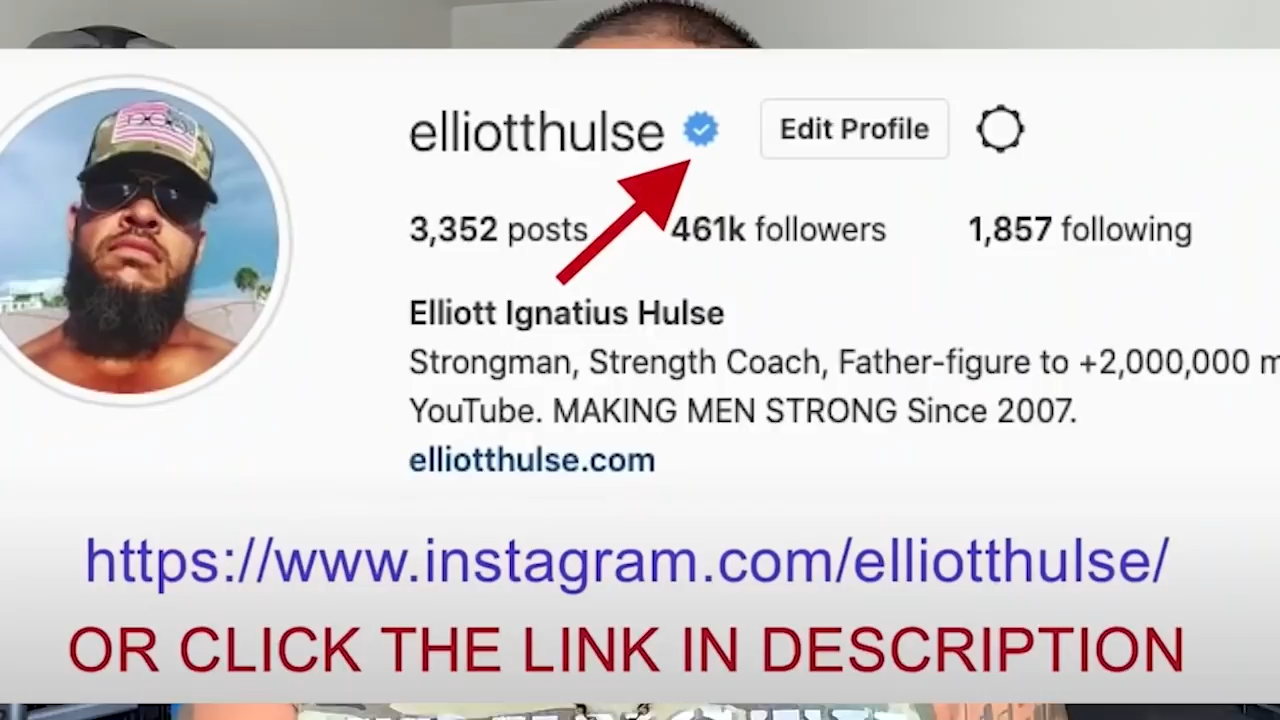 elliotthulse Edit Profile
3,352 posts 461k followers 1,857 following
Elliott Ignatius Hulse
Strongman, Strength Coach, Father-figure to +2,000,000 m
YouTube. MAKING MEN STRONG Since 2007.
elliotthulse.com
https://www.instagram.com/elliotthulse/
OR CLICK THE LINK IN DESCRIPTION